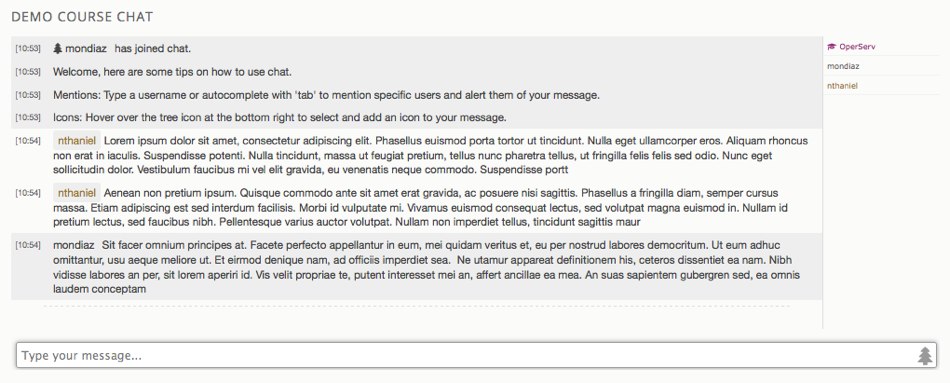 DEMO COURSE CHAT
[10:53] mondiaz has joined chat.
[10:53] Welcome, here are some tips on how to use chat.
[10:53] Mentions: Type a username or autocomplete with 'tab' to mention specific users and alert them of your message.
[10:53] Icons: Hover over the tree icon at the bottom right to select and add an icon to your message.
[10:54] nthaniel Lorem ipsum dolor sit amet, consectetur adipiscing elit. Phasellus euismod porta tortor ut tincidunt. Nulla eget ullamcorper eros. Aliquam rhoncus
non erat in iaculis. Suspendisse potenti. Nulla tincidunt, massa ut feugiat pretium, tellus nunc pharetra tellus, ut fringilla felis felis sed odio. Nunc eget
sollicitudin dolor. Vestibulum faucibus mi vel elit gravida, eu venenatis neque commodo. Suspendisse portt
[10:54] nthaniel Aenean non pretium ipsum. Quisque commodo ante sit amet erat gravida, ac posuere nisi sagittis. Phasellus a fringilla diam, semper cursus
massa. Etiam adipiscing est sed interdum facilisis. Morbi id vulputate mi. Vivamus euismod consequat lectus, sed volutpat magna euismod in. Nullam id
pretium lectus, sed faucibus nibh. Pellentesque varius auctor volutpat. Nullam non imperdiet tellus, tincidunt sagittis maur
[10:54] mondiaz Sit facer omnium principes at. Facete perfecto appellantur in eum, mei quidam veritus et, eu per nostrud labores democritum. Ut eum adhuc
omittantur, usu aeque meliore ut. Et eirmod denique nam, ad officiis imperdiet sea. Ne utamur appareat definitionem his, ceteros dissentiet ea nam. Nibh
vidisse labores an per, sit lorem aperiri id. Vis velit propriae te, putent interesset mei an, affert ancillae ea mea. An suas sapientem gubergren sed, ea omnis
laudem conceptam
OperServ
mondiaz
nthaniel
Type your message...